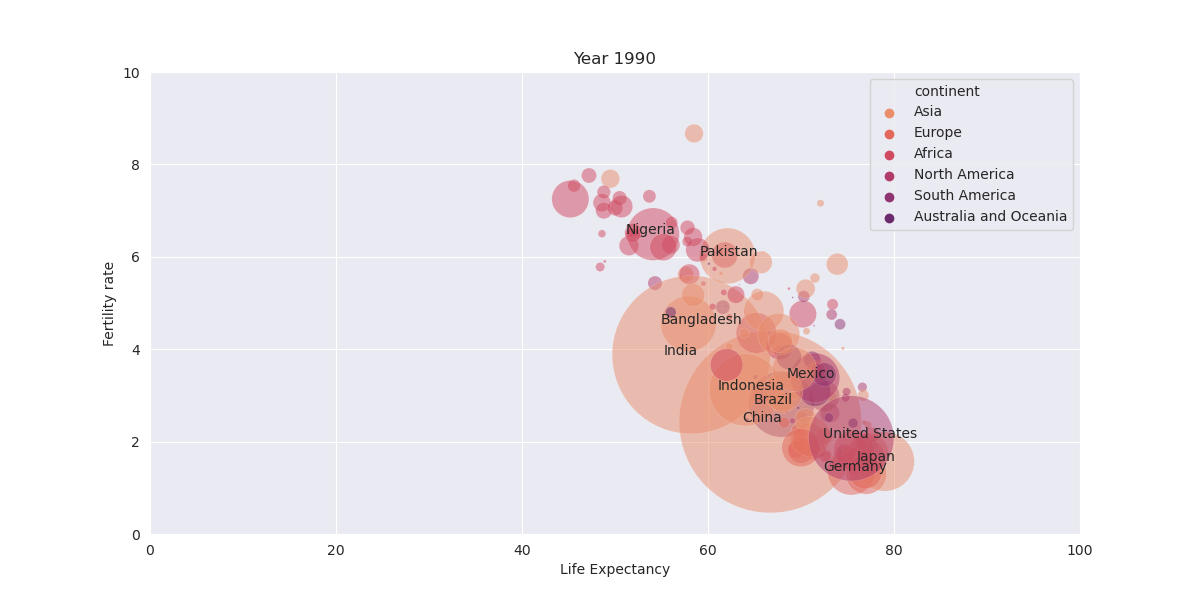 Year 1990
10
8
6
4
2
0
Fertility rate
continent
Asia
Europe
Africa
North America
South America
Australia and Oceania
Nigeria
Pakistan
Bangladesh
India
Mexico
Indonesia
Brazil
China
United States
Japan
Germany
0 20 40 60 80 100
Life Expectancy